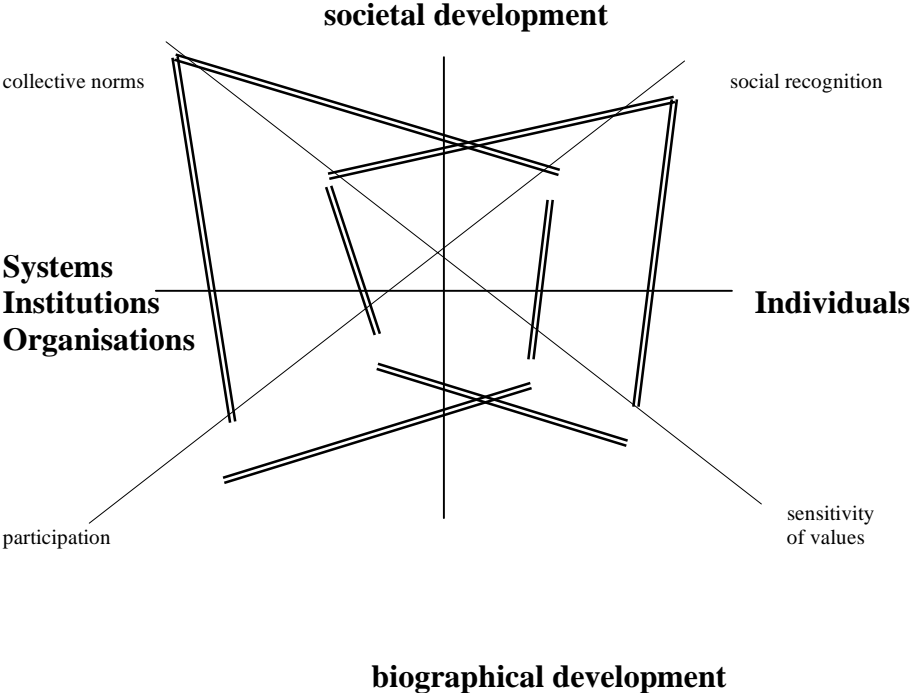 societal development
collective norms
social recognition
Systems
Institutions
Organisations
Individuals
participation
sensitivity
of values
biographical development